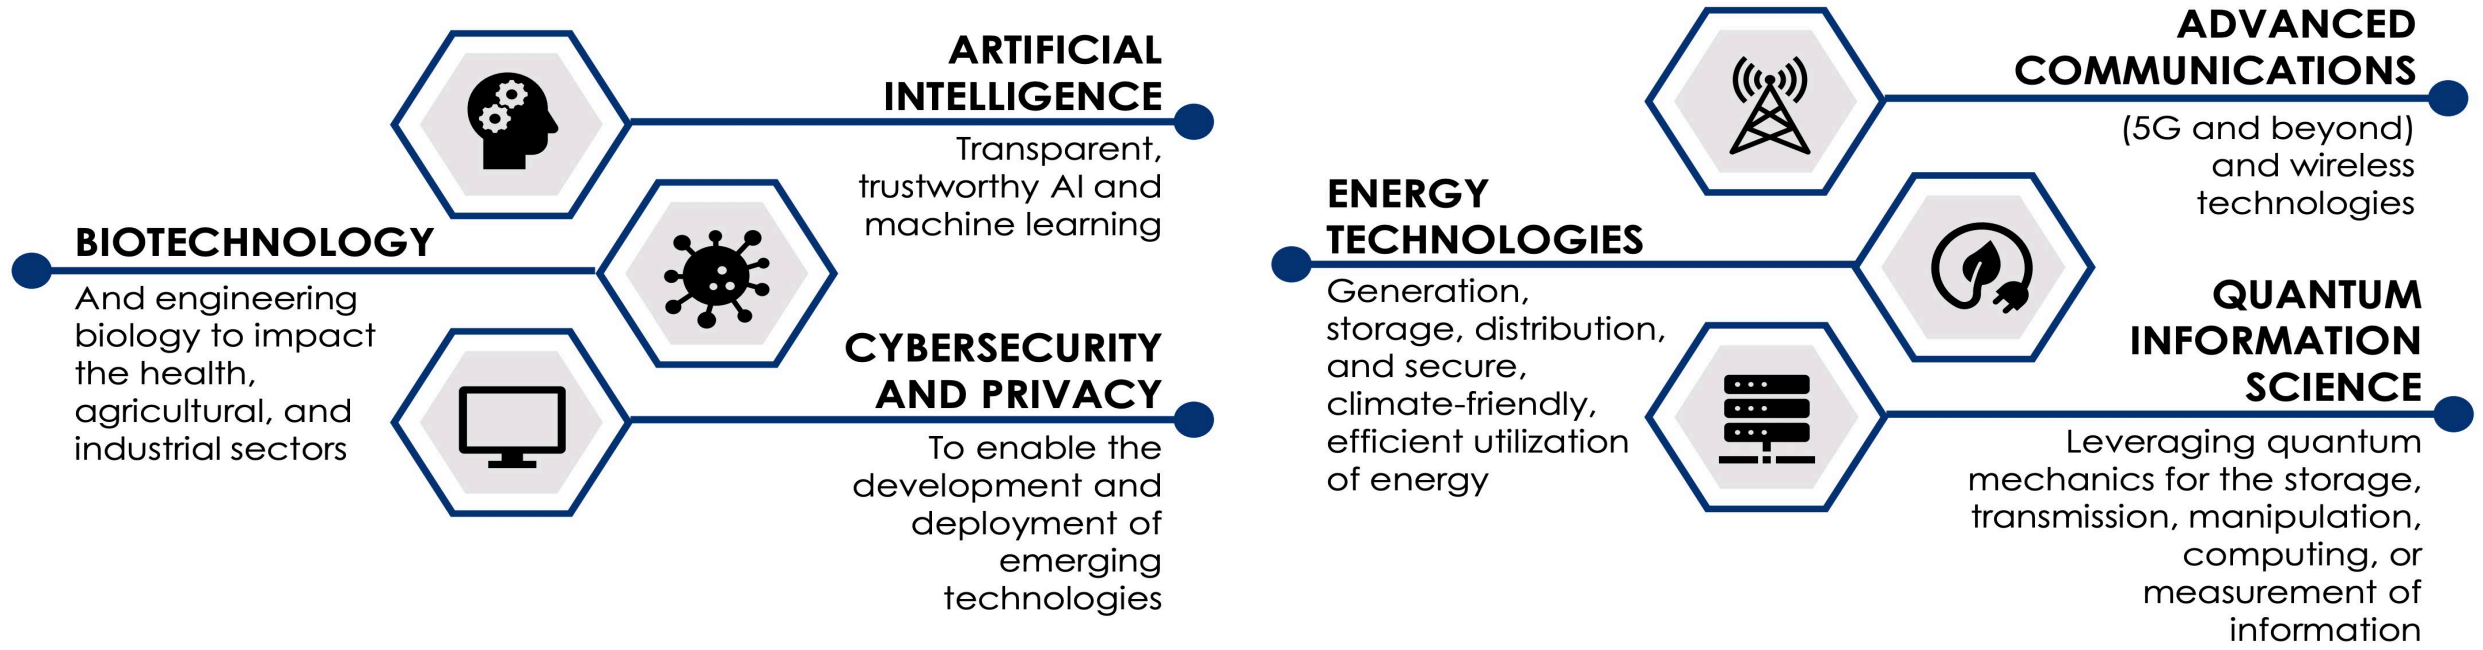 ARTIFICIAL
INTELLIGENCE
Transparent,
trustworthy AI and
machine learning
BIOTECHNOLOGY
And engineering
biology to impact
the health,
agricultural, and
industrial sectors
CYBERSECURITY
AND PRIVACY
To enable the
development and
deployment of
emerging
technologies
ADVANCED
COMMUNICATIONS
(5G and beyond)
and wireless
technologies
ENERGY
TECHNOLOGIES
Generation,
storage, distribution,
and secure,
climate-friendly,
efficient utilization
of energy
QUANTUM
INFORMATION
SCIENCE
Leveraging quantum
mechanics for the storage,
transmission, manipulation,
computing, or
measurement of
information